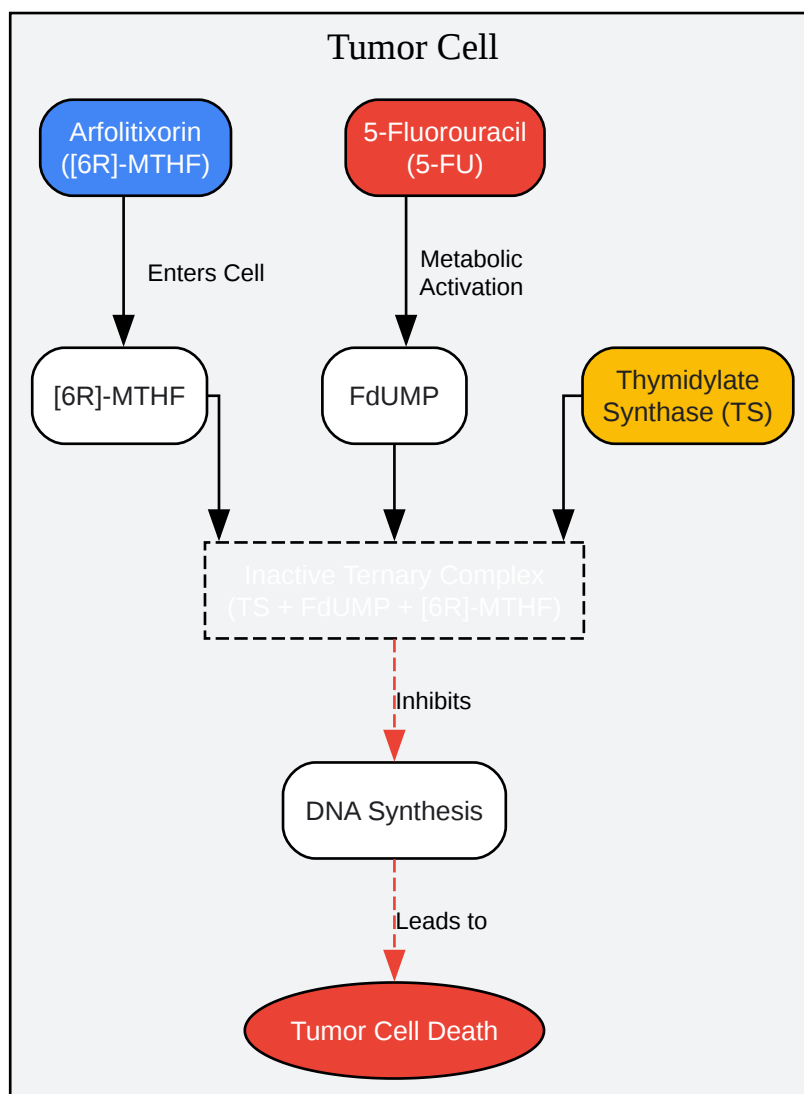 Tumor Cell
Arfolitixorin
([6R]-MTHF)
5-Fluorouracil
(5-FU)
Enters Cell
Metabolic
Activation
[6R]-MTHF
FdUMP
Thymidylate
Synthase (TS)
Inactive Ternary Complex
(TS + FdUMP + [6R]-MTHF)
Inhibits
DNA Synthesis
Leads to
Tumor Cell Death